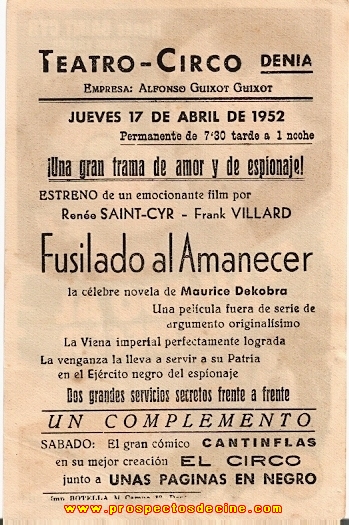 TEATRO-CIRCO DENIA
EMPRESA: ALFONSO GUIXOT GUIXOT
JUEVES 17 DE ABRIL DE 1952
Permanente de 7'30 tarde a 1 ncohe
¡Una gran trama de amor y de espionaje!
ESTRENO de un emocionante film por
Renée SAINT-CYR - Frank VILLARD
Fusilado al Amanecer
la célebre novela de Maurice Dekobra
Una película fuera de serie de
argumento originalísimo
La Viena imperial perfectamente lograda
La venganza la lleva a servir a su Patria
en el Ejército negro del espionaje
Dos grandes servicios secretos frente a frente
UN COMPLEMENTO
SABADO: El gran cómico CANTINFLAS
en su mejor creación EL CIRCO
junto a UNAS PAGINAS EN NEGRO
Imp. BOTELLA
www.prospectosdecine.com